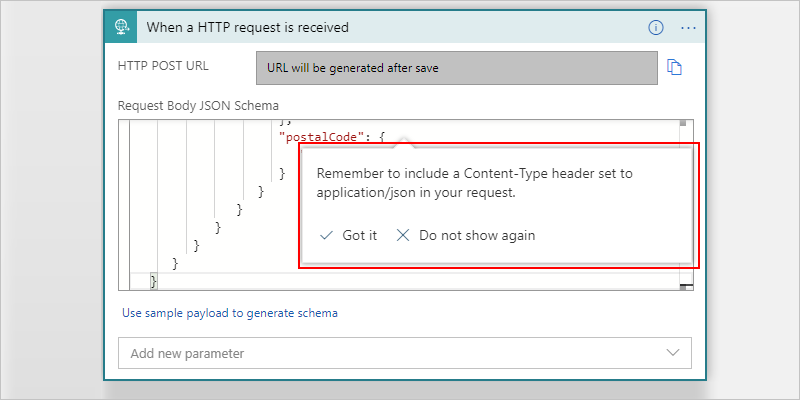 When a HTTP request is received
HTTP POST URL
URL will be generated after save
Request Body JSON Schema
"postalCode": {
}
}
}
}
}
}
}
Remember to include a Content-Type header set to
application/json in your request.
Got it
Do not show again
Use sample payload to generate schema
Add new parameter